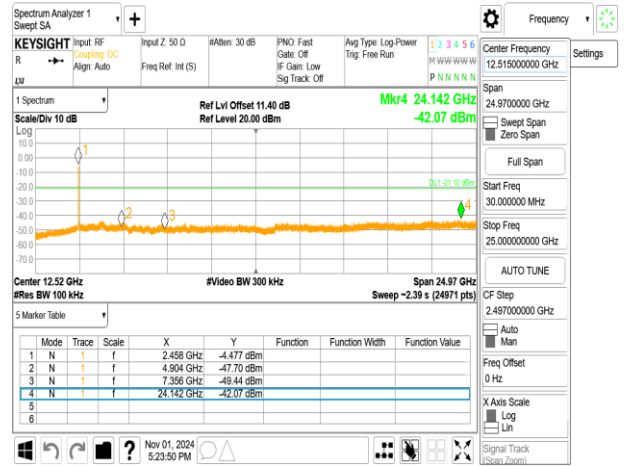 Spectrum Analyzer 1
Swept SA
+
Frequency
Settings
KEYSIGHT
R
Input: RF
Coupling: DC
Align: Auto
Input Z: 50 Ω
Freq Ref: Int (S)
#Atten: 30 dB
PNO: Fast
Gate: Off
IF Gain: Low
Sig Track: Off
Avg Type: Log-Power
Trig: Free Run
1 2 3 4 5 6
M W W W W W
P N N N N N
1 Spectrum
Scale/Div 10 dB
Ref Lvl Offset 11.40 dB
Ref Level 20.00 dBm
Mkr4 24.142 GHz
-42.07 dBm
Log
10.0
0.00
-10.0
-20.0
-30.0
-40.0
-50.0
-60.0
-70.0
1
2
3
4
DL1 -21.10 dBm
Center 12.52 GHz
#Res BW 100 kHz
#Video BW 300 kHz
Span 24.97 GHz
Sweep ~2.39 s (24971 pts)
5 Marker Table
Mode Trace Scale X Y Function Function Width Function Value
1 N 1 f 2.458 GHz -4.477 dBm
2 N 1 f 4.904 GHz -47.70 dBm
3 N 1 f 7.356 GHz -49.44 dBm
4 N 1 f 24.142 GHz -42.07 dBm
5
6
Nov 01, 2024
5:23:50 PM
?
Center Frequency
12.515000000 GHz
Span
24.9700000 GHz
Swept Span
Zero Span
Full Span
Start Freq
30.000000 MHz
Stop Freq
25.000000000 GHz
AUTO TUNE
CF Step
2.497000000 GHz
Auto
Man
Freq Offset
0 Hz
X Axis Scale
Log
Lin
Signal Track
(Span Zoom)